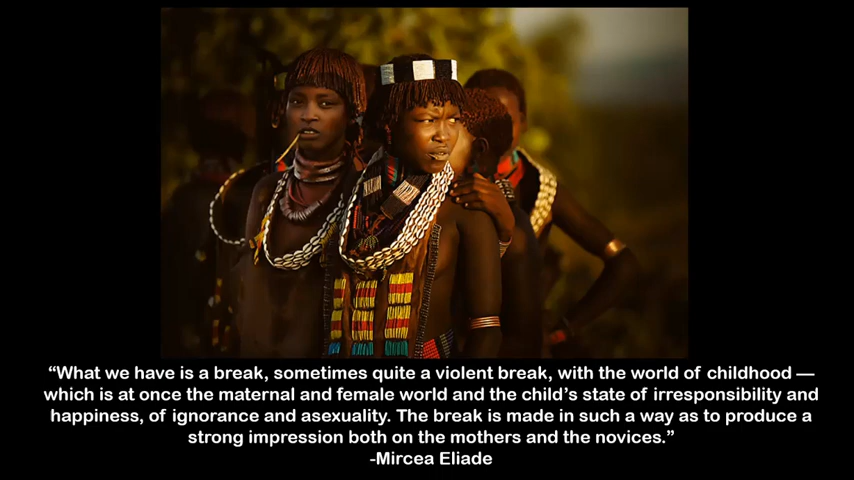 “What we have is a break, sometimes quite a violent break, with the world of childhood —
which is at once the maternal and female world and the child’s state of irresponsibility and
happiness, of ignorance and asexuality. The break is made in such a way as to produce a
strong impression both on the mothers and the novices.”
-Mircea Eliade